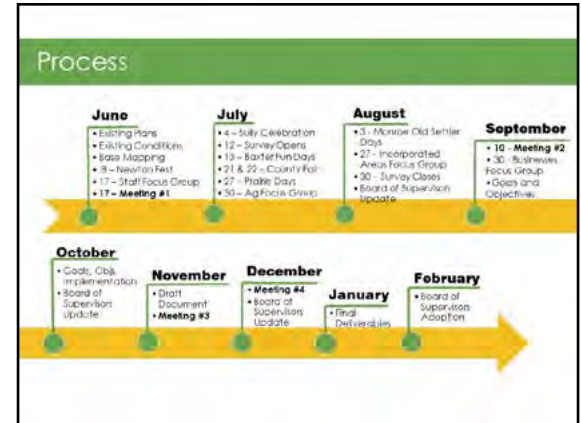 Process
June
• Existing Plans
• Existing Conditions
• Base Mapping
• 8 – Newton Fest
• 17 – Staff Focus Group
• 17 – Meeting #1
July
• 4 – Sully Celebration
• 12 – Survey Opens
• 13 – Baxter Fun Days
• 21 & 22 – County Fair
• 27 – Prairie Days
• 30 – Ag Focus Group
August
• 3 - Monroe Old Settler
Days
• 27 - Incorporated
Areas Focus Group
• 30 - Survey Closes
• Board of Supervisors
Update
September
• 10 - Meeting #2
• 30 - Businesses
Focus Group
• Goals and
Objectives
October
• Goals, Objs,
Implementation
• Board of
Supervisors
Update
November
• Draft
Document
• Meeting #3
December
• Meeting #4
• Board of
Supervisors
Update
January
• Final
Deliverables
February
• Board of
Supervisors
Adoption